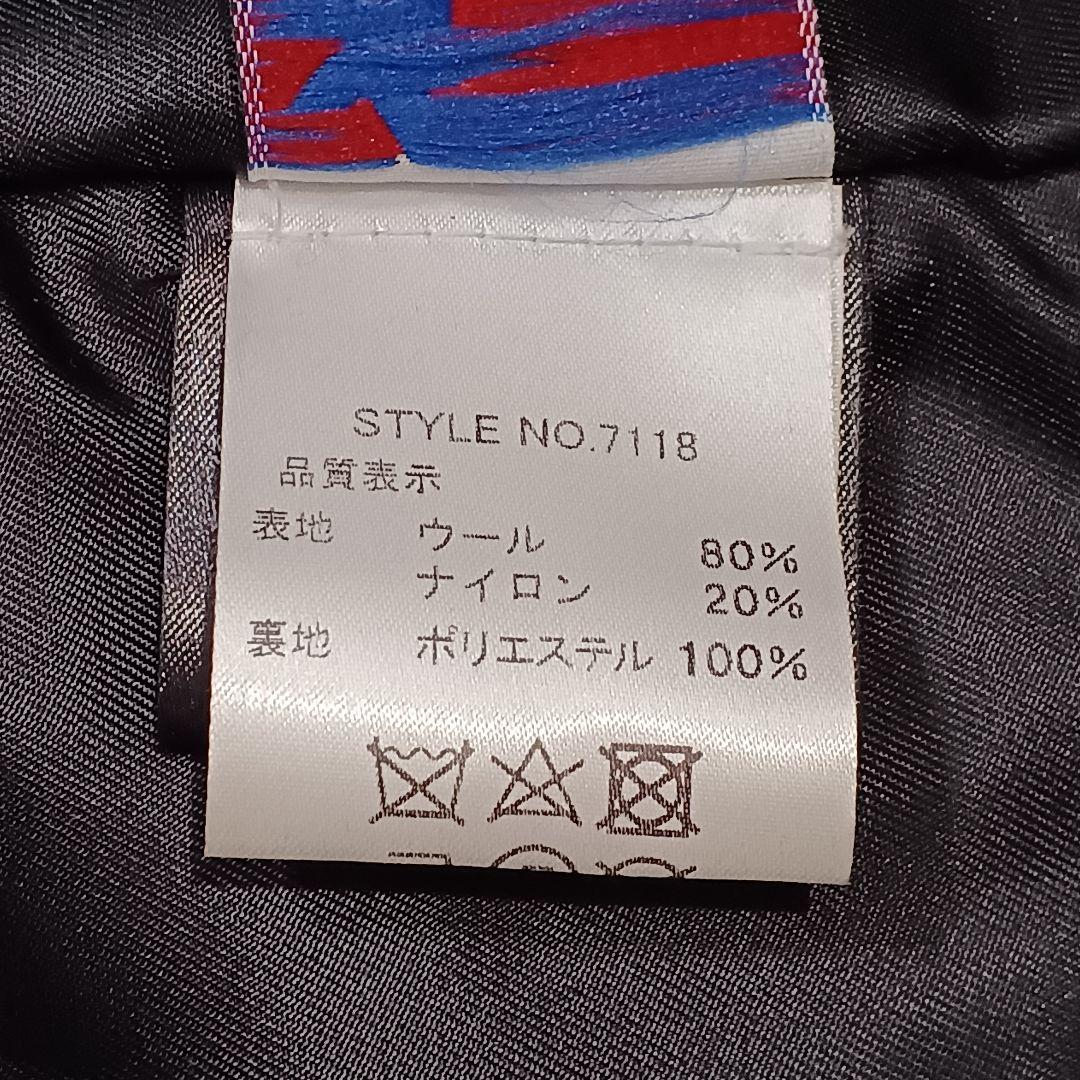 STYLE NO.7118
品質表示
表地 ウール 80%
ナイロン 20%
裏地 ポリエステル 100%